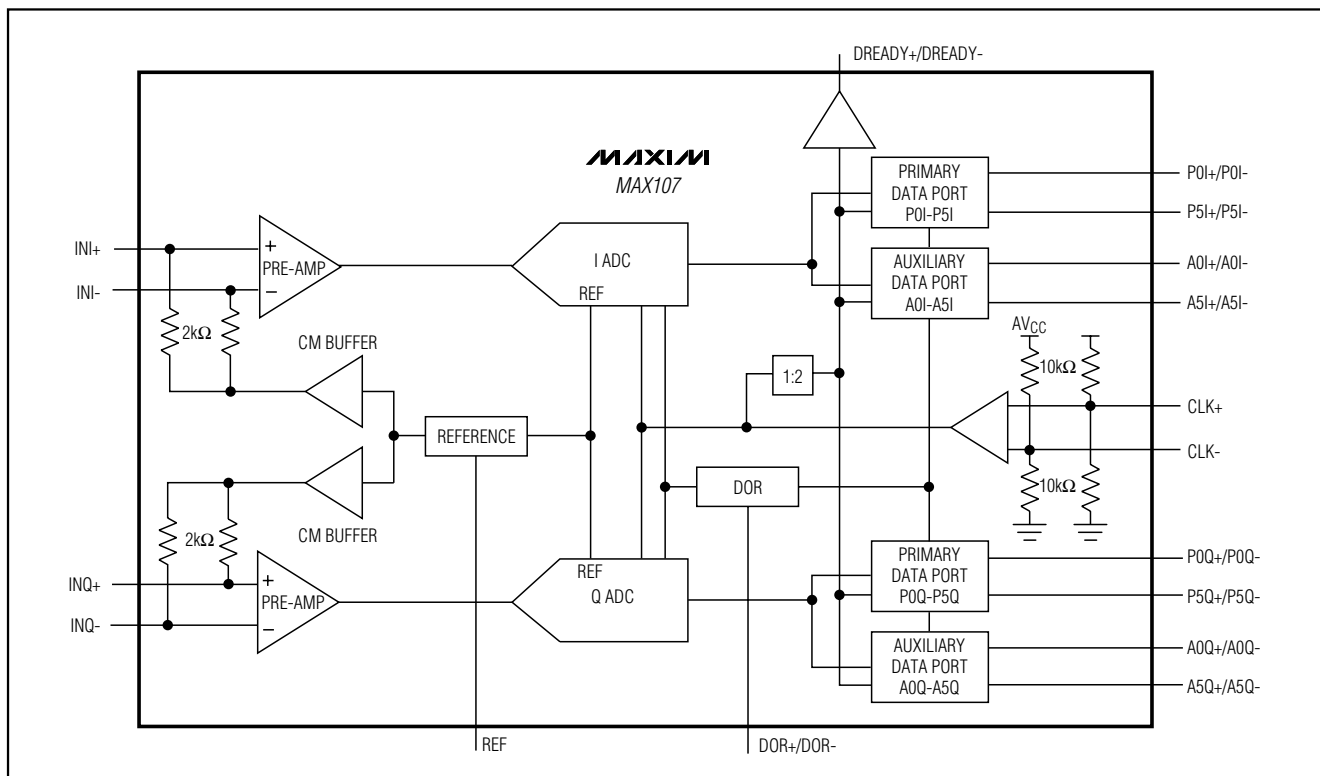 DREADY+/DREADY-
MAXIM
MAX107
PRIMARY
DATA PORT
P0I-P5I
P0I+/P0I-
P5I+/P5I-
INI+
INI-
+
PRE-AMP
−
I ADC
REF
AUXILIARY
DATA PORT
A0I-A5I
A0I+/A0I-
A5I+/A5I-
2kΩ
CM BUFFER
1:2
AVCC
10kΩ
CLK+
CLK-
10kΩ
REFERENCE
DOR
CM BUFFER
2kΩ
INQ+
INQ-
+
PRE-AMP
−
REF
Q ADC
PRIMARY
DATA PORT
P0Q-P5Q
P0Q+/P0Q-
P5Q+/P5Q-
AUXILIARY
DATA PORT
A0Q-A5Q
A0Q+/A0Q-
A5Q+/A5Q-
REF
DOR+/DOR-